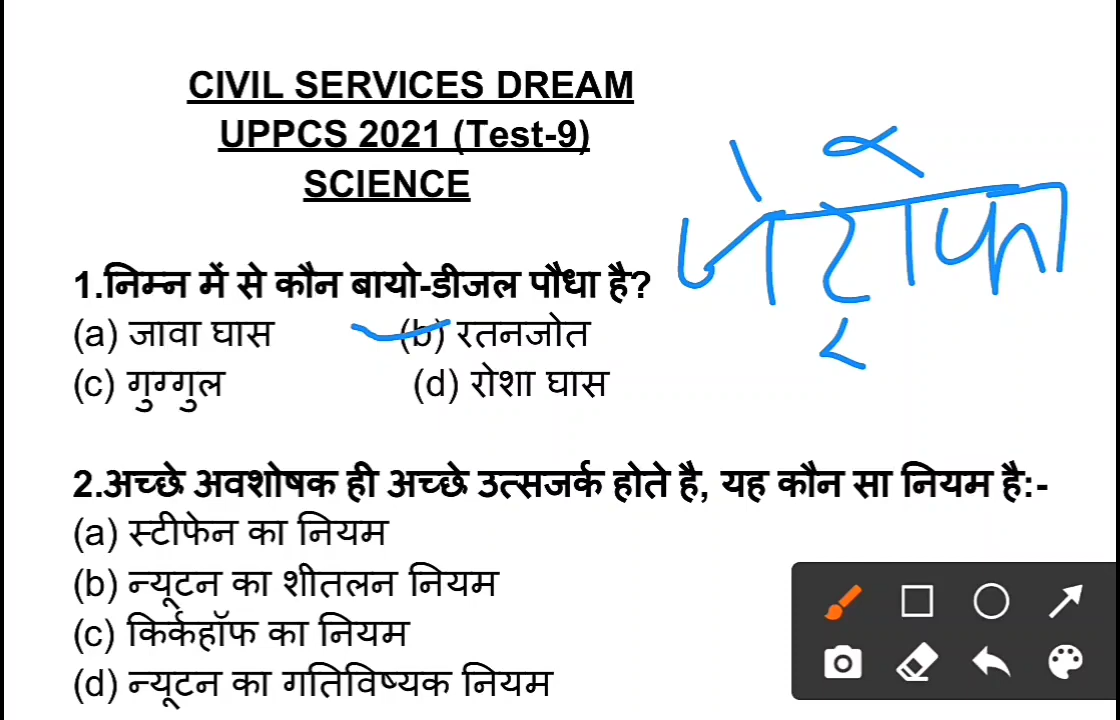 CIVIL SERVICES DREAM
UPPCS 2021 (Test-9)
SCIENCE
1.निम्न में से कौन बायो-डीजल पौधा है?
(a) जावा घास (b) रतनजोत
(c) गुग्गुल (d) रोशा घास
2.अच्छे अवशोषक ही अच्छे उत्सजर्क होते है, यह कौन सा नियम है:-
(a) स्टीफेन का नियम
(b) न्यूटन का शीतलन नियम
(c) किर्कहॉफ का नियम
(d) न्यूटन का गतिविष्यक नियम